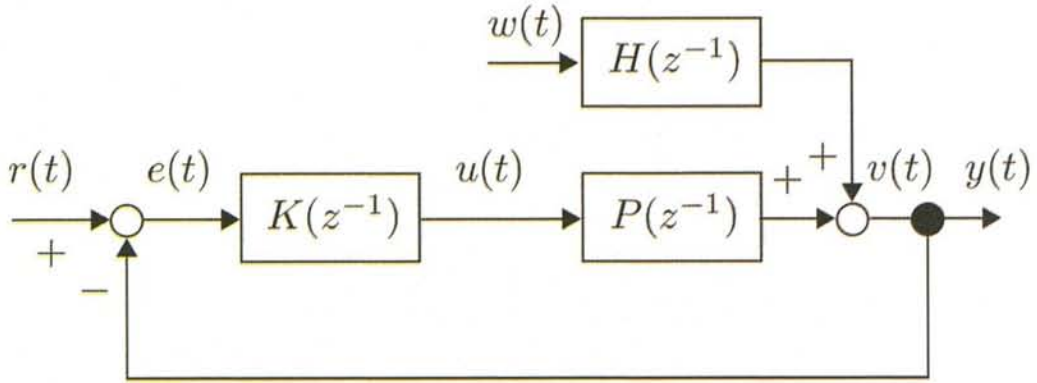 w(t)
H(z⁻¹)
r(t) e(t) u(t) + + v(t) y(t)
K(z⁻¹) P(z⁻¹)
+
−